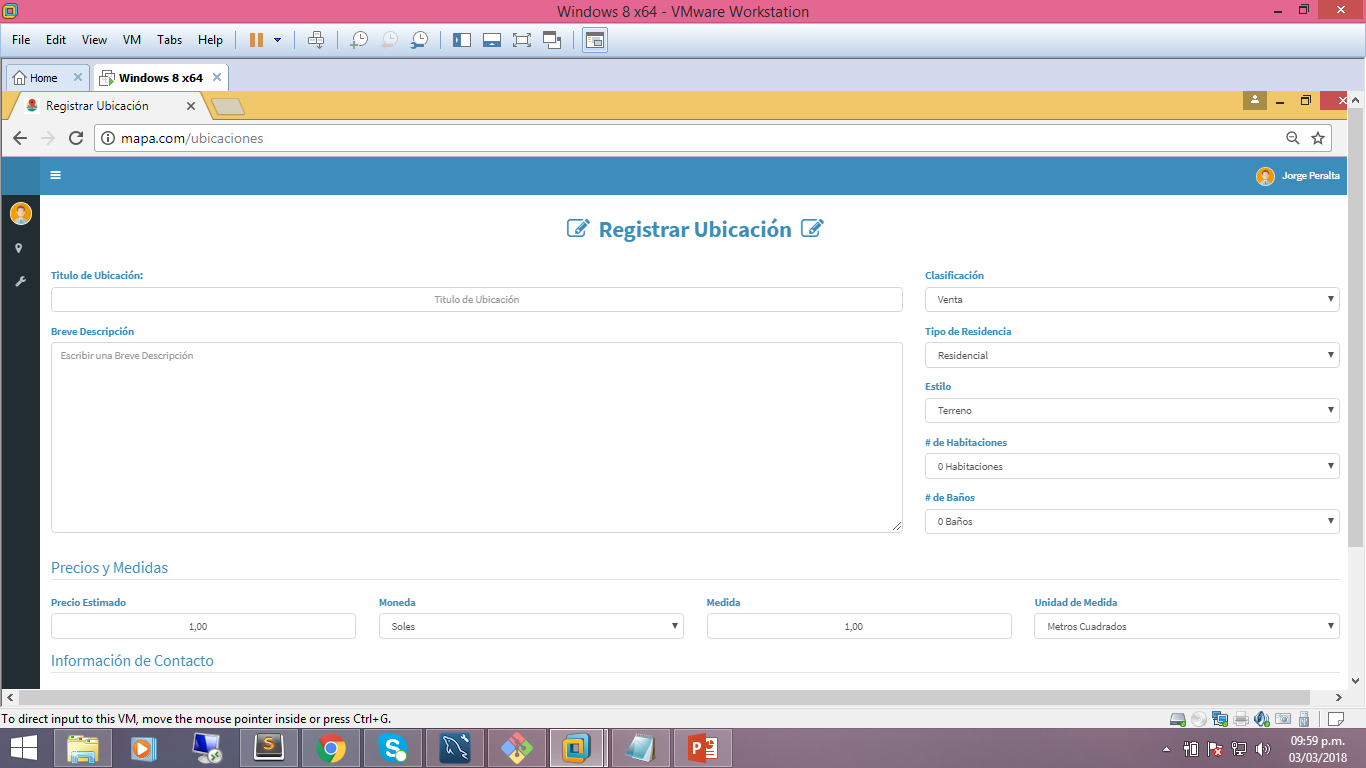 Windows 8 x64 - VMware Workstation
File Edit View VM Tabs Help
Home Windows 8 x64
Registrar Ubicación
mapa.com/ubicaciones
Jorge Peralta
Registrar Ubicación
Titulo de Ubicación:
Titulo de Ubicación
Clasificación
Venta
Breve Descripción
Escribir una Breve Descripción
Tipo de Residencia
Residencial
Estilo
Terreno
# de Habitaciones
0 Habitaciones
# de Baños
0 Baños
Precios y Medidas
Precio Estimado Moneda Medida Unidad de Medida
1,00 Soles 1,00 Metros Cuadrados
Información de Contacto
To direct input to this VM, move the mouse pointer inside or press Ctrl+G.
09:59 p.m.
03/03/2018